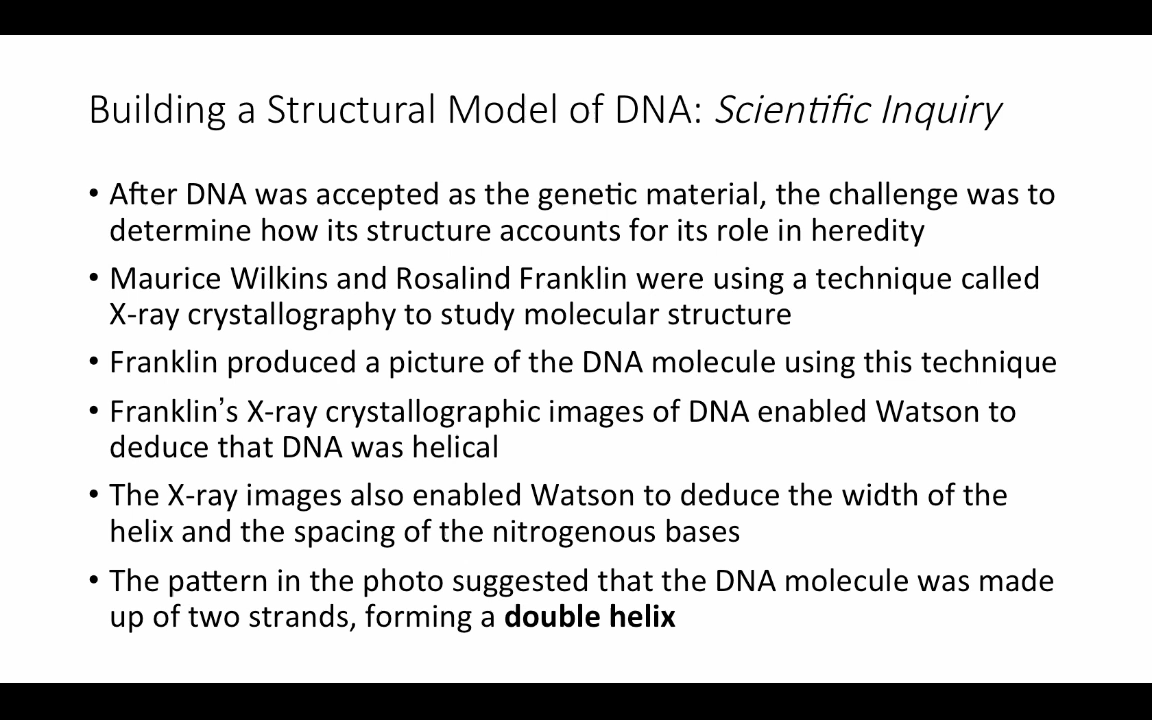 Building a Structural Model of DNA: Scientific Inquiry
• After DNA was accepted as the genetic material, the challenge was to
determine how its structure accounts for its role in heredity
• Maurice Wilkins and Rosalind Franklin were using a technique called
X-ray crystallography to study molecular structure
• Franklin produced a picture of the DNA molecule using this technique
• Franklin’s X-ray crystallographic images of DNA enabled Watson to
deduce that DNA was helical
• The X-ray images also enabled Watson to deduce the width of the
helix and the spacing of the nitrogenous bases
• The pattern in the photo suggested that the DNA molecule was made
up of two strands, forming a double helix